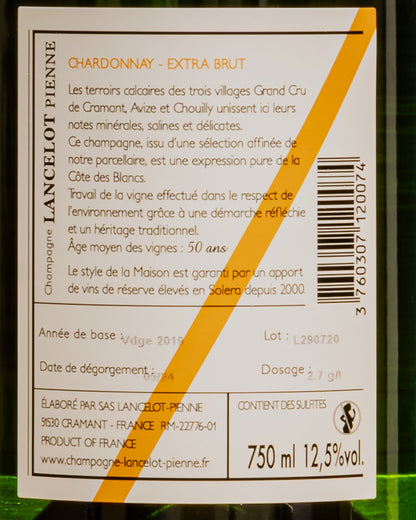 Champagne LANCELOT PIENNE
CHARDONNAY - EXTRA BRUT
Les terroirs calcaires des trois villages Grand Cru
de Cramant, Avize et Chouilly unissent ici leurs
notes minérales, salines et délicates.
Ce champagne, issu d'une sélection affinée de
notre parcellaire, est une expression pure de la
Côte des Blancs.
Travail de la vigne effectué dans le respect de
l'environnement grâce à une démarche réfléchie
et un héritage traditionnel.
Âge moyen des vignes : 50 ans
Le style de la Maison est garanti par un apport
de vins de réserve élevés en Solera depuis 2000.
3 760307 120074
Année de base : Vdge 2019
Lot : L290720
Date de dégorgement : 05/24
Dosage : 2.7 g/l
ÉLABORÉ PAR SAS LANCELOT-PIENNE
51530 CRAMANT - FRANCE RM-22776-01
PRODUCT OF FRANCE
www.champagne-lancelot-pienne.fr
CONTIENT DES SULFITES
750 ml 12,5%vol.